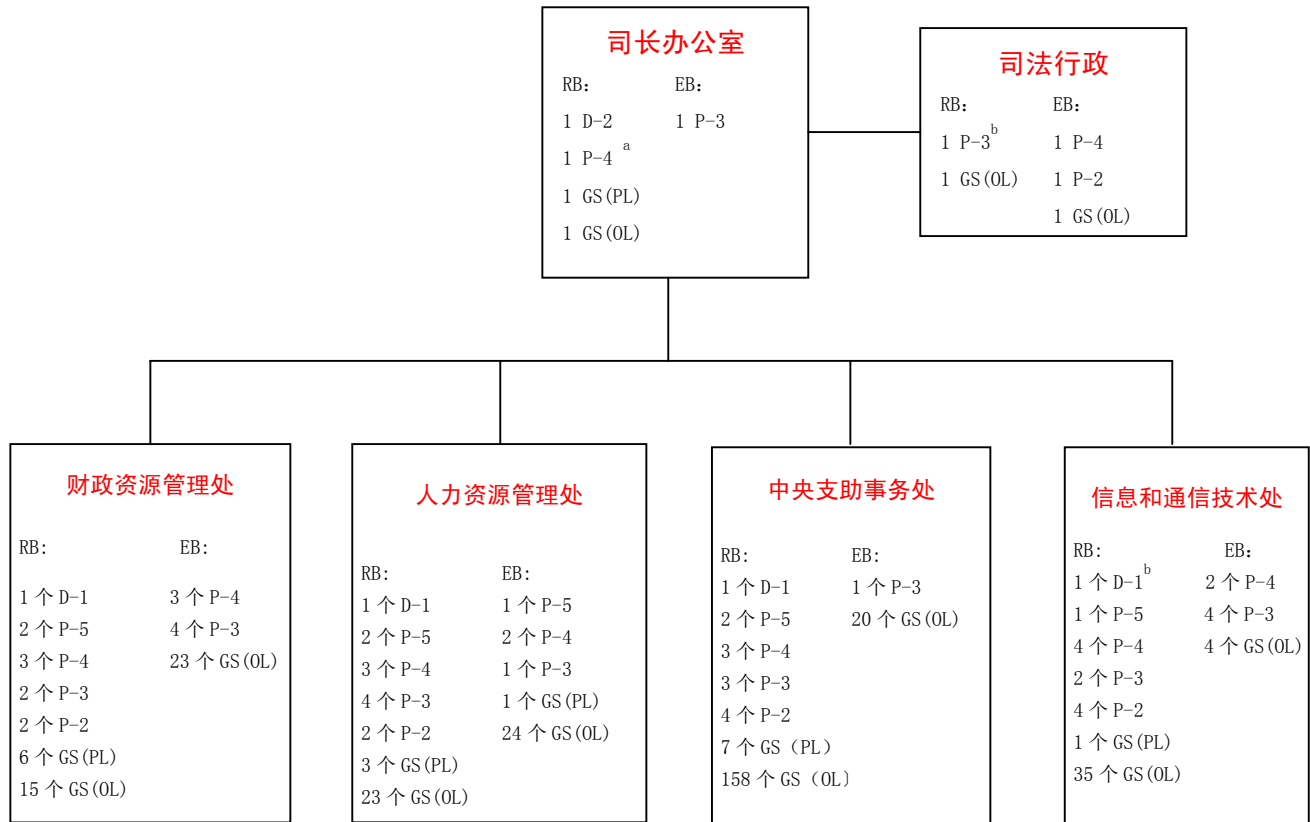 司长办公室
RB： EB：
1 D-2 1 P-3
1 P-4 a
1 GS(PL)
1 GS(OL)
司法行政
RB： EB：
1 P-3b 1 P-4
1 GS(OL) 1 P-2
1 GS(OL)
财政资源管理处
RB: EB:
1 个 D-1 3 个 P-4
2 个 P-5 4 个 P-3
3 个 P-4 23 个 GS(OL)
2 个 P-3
2 个 P-2
6 个 GS(PL)
15 个 GS(OL)
人力资源管理处
RB: EB:
1 个 D-1 1 个 P-5
2 个 P-5 2 个 P-4
3 个 P-4 1 个 P-3
4 个 P-3 1 个 GS(PL)
2 个 P-2 24 个 GS(OL)
3 个 GS(PL)
23 个 GS(OL)
中央支助事务处
RB: EB:
1 个 D-1 1 个 P-3
2 个 P-5 20 个 GS(OL)
3 个 P-4
3 个 P-3
4 个 P-2
7 个 GS（PL）
158 个 GS（OL）
信息和通信技术处
RB: EB：
1 个 D-1b 2 个 P-4
1 个 P-5 4 个 P-3
4 个 P-4 4 个 GS(OL)
2 个 P-3
4 个 P-2
1 个 GS(PL)
35 个 GS(OL)